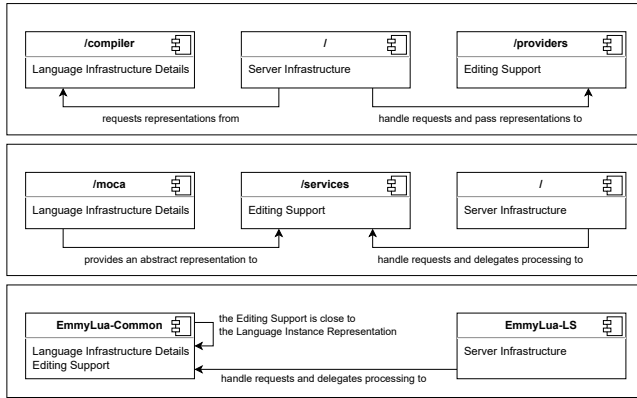 /compiler
Language Infrastructure Details
/
Server Infrastructure
/providers
Editing Support
requests representations from
handle requests and pass representations to
/moca
Language Infrastructure Details
/services
Editing Support
/
Server Infrastructure
provides an abstract representation to
handle requests and delegates processing to
EmmyLua-Common
Language Infrastructure Details
Editing Support
the Editing Support is close to
the Language Instance Representation
EmmyLua-LS
Server Infrastructure
handle requests and delegates processing to